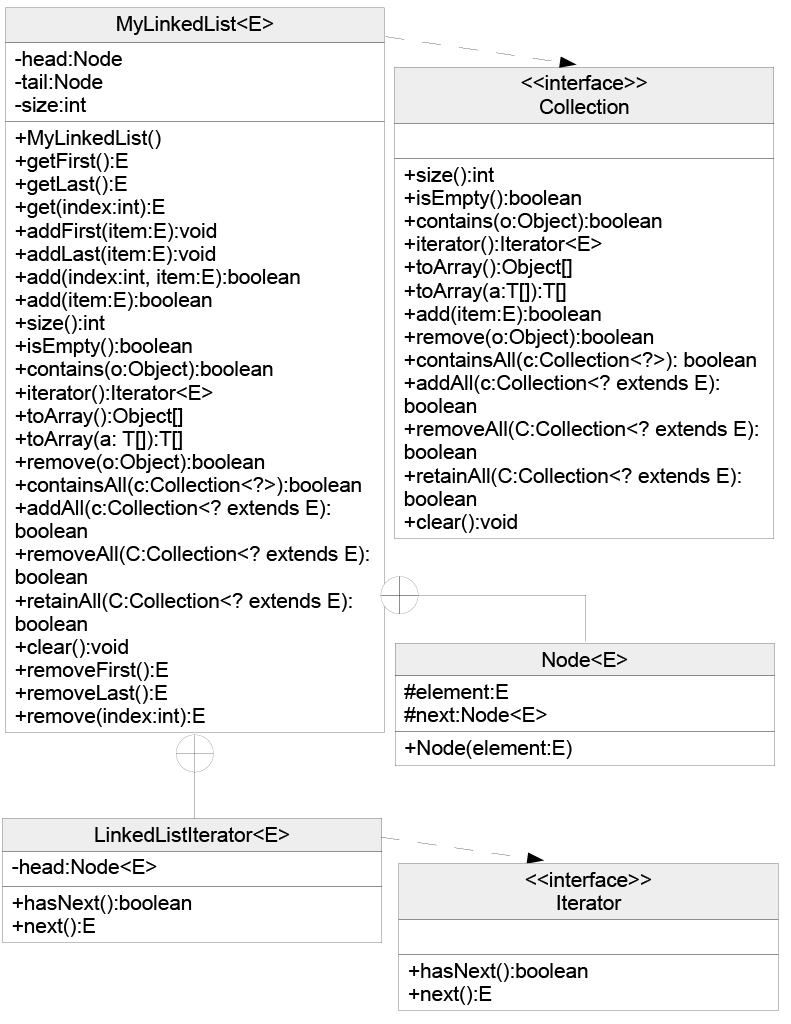 MyLinkedList<E>
-head:Node
-tail:Node
-size:int
+MyLinkedList()
+getFirst():E
+getLast():E
+get(index:int):E
+addFirst(item:E):void
+addLast(item:E):void
+add(index:int, item:E):boolean
+add(item:E):boolean
+size():int
+isEmpty():boolean
+contains(o:Object):boolean
+iterator():Iterator<E>
+toArray():Object[]
+toArray(a: T[]):T[]
+remove(o:Object):boolean
+containsAll(c:Collection<?>):boolean
+addAll(c:Collection<? extends E):
boolean
+removeAll(C:Collection<? extends E):
boolean
+retainAll(C:Collection<? extends E):
boolean
+clear():void
+removeFirst():E
+removeLast():E
+remove(index:int):E
<<interface>>
Collection
+size():int
+isEmpty():boolean
+contains(o:Object):boolean
+iterator():Iterator<E>
+toArray():Object[]
+toArray(a:T[]):T[]
+add(item:E):boolean
+remove(o:Object):boolean
+containsAll(c:Collection<?>): boolean
+addAll(c:Collection<? extends E):
boolean
+removeAll(C:Collection<? extends E):
boolean
+retainAll(C:Collection<? extends E):
boolean
+clear():void
Node<E>
#element:E
#next:Node<E>
+Node(element:E)
LinkedListIterator<E>
-head:Node<E>
+hasNext():boolean
+next():E
<<interface>>
Iterator
+hasNext():boolean
+next():E